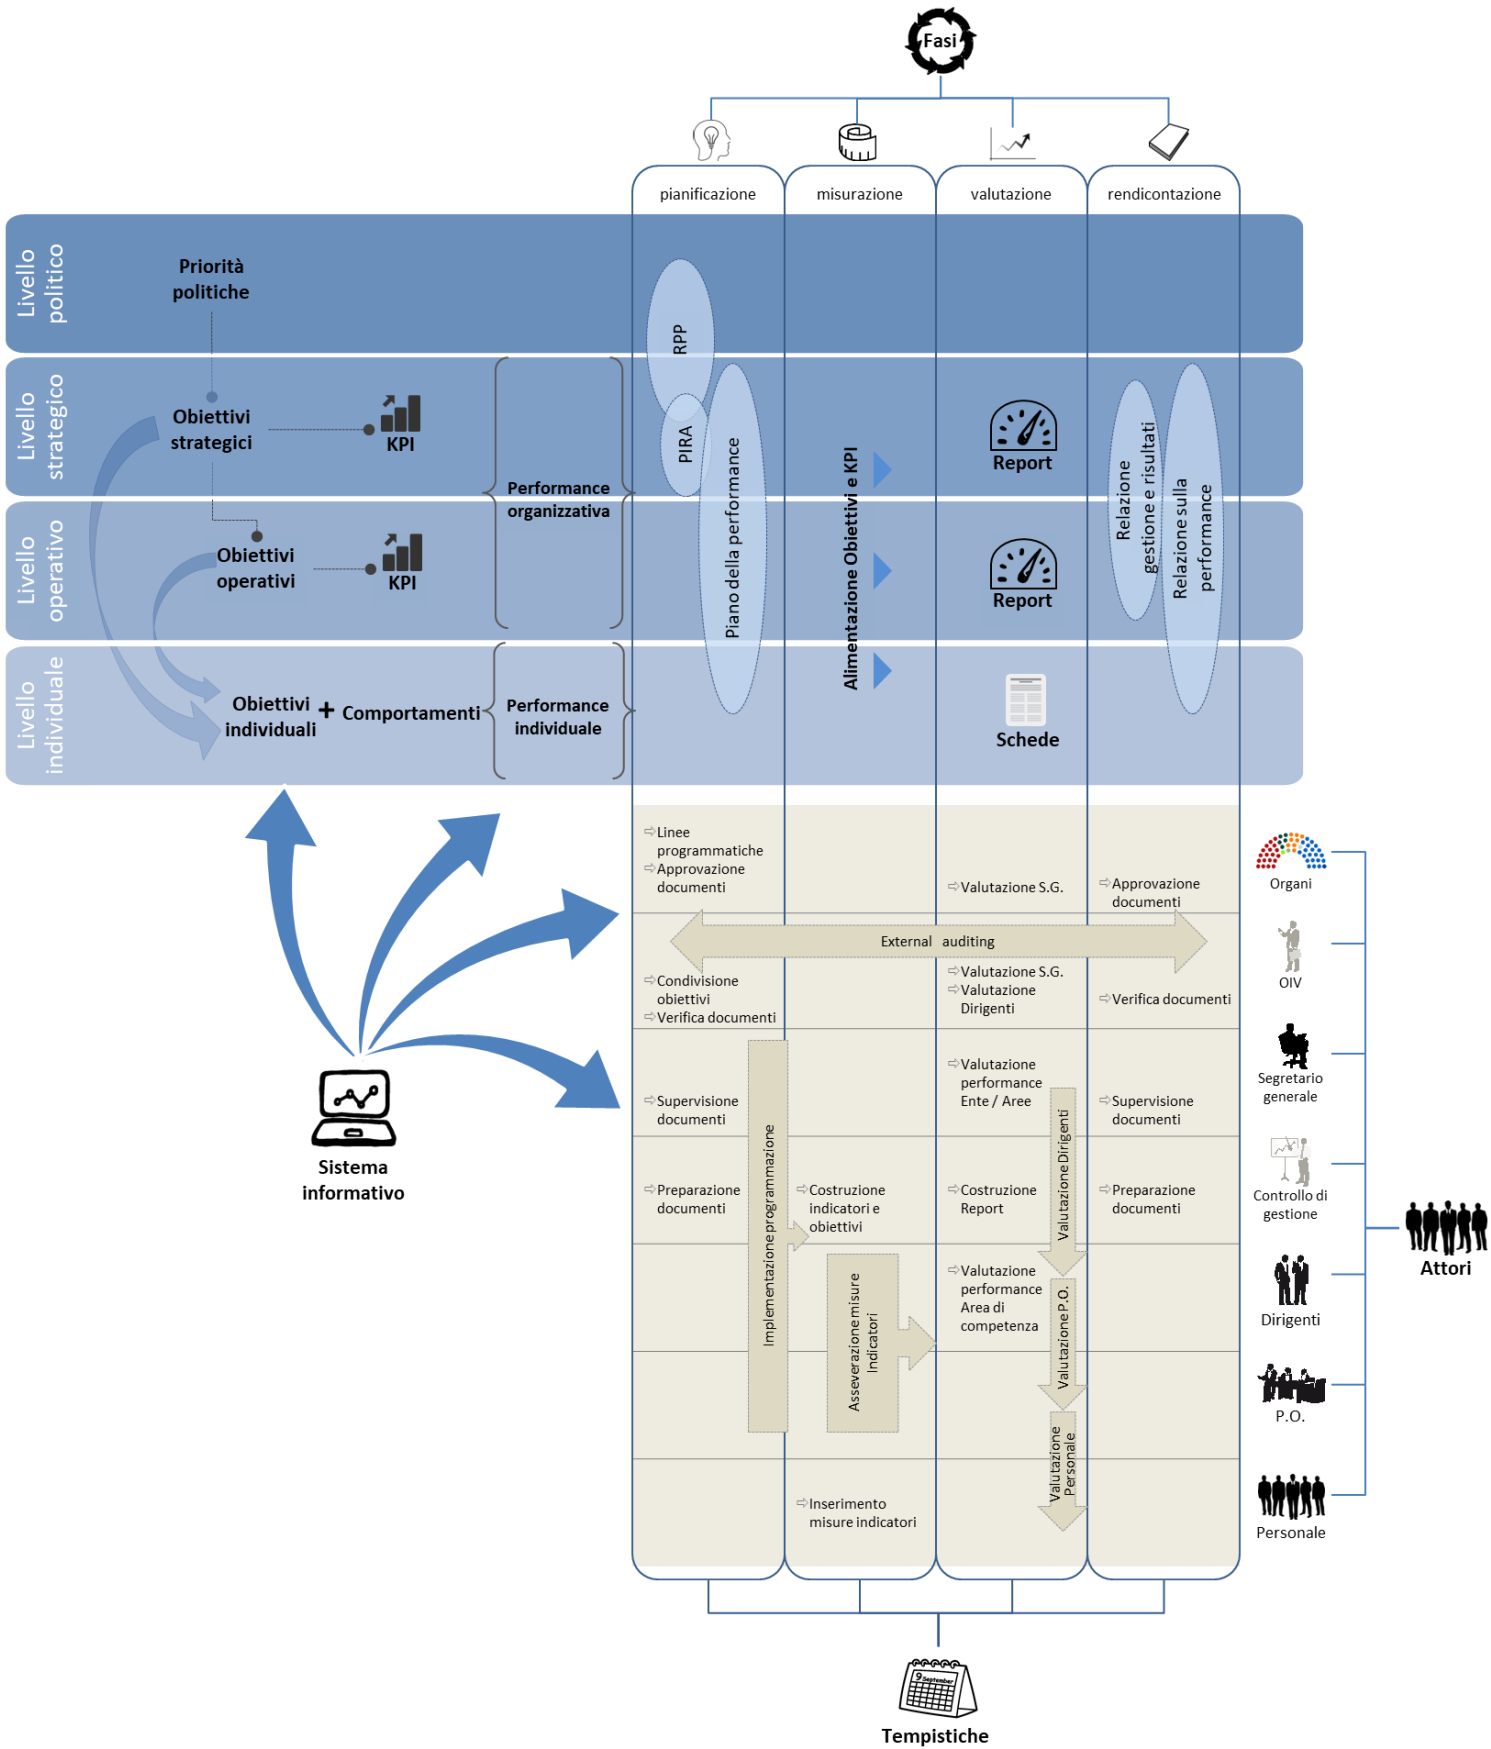 Fasi
pianificazione
misurazione
valutazione
rendicontazione
Livello
politico
Priorità
politiche
RPP
Livello
strategico
Obiettivi
strategici
KPI
Performance
organizzativa
PIRA
Piano della performance
Alimentazione Obiettivi e KPI
Report
Relazione
gestione e risultati
Relazione sulla
performance
Livello
operativo
Obiettivi
operativi
KPI
Report
Livello
individuale
Obiettivi
individuali
+
Comportamenti
Performance
individuale
Schede
Linee
programmatiche
Approvazione
documenti
Valutazione S.G.
Approvazione
documenti
Organi
External auditing
Condivisione
obiettivi
Verifica documenti
Valutazione S.G.
Valutazione
Dirigenti
Verifica documenti
OIV
Supervisione
documenti
Valutazione
performance
Ente / Aree
Supervisione
documenti
Segretario
generale
Implementazione programmazione
Valutazione Dirigenti
Preparazione
documenti
Costruzione
indicatori e
obiettivi
Costruzione
Report
Preparazione
documenti
Controllo di
gestione
Asseverazione misure
Indicatori
Valutazione
performance
Area di
competenza
Valutazione P.O.
Dirigenti
P.O.
Valutazione
Personale
Inserimento
misure indicatori
Personale
Attori
Sistema
informativo
9 September
Tempistiche